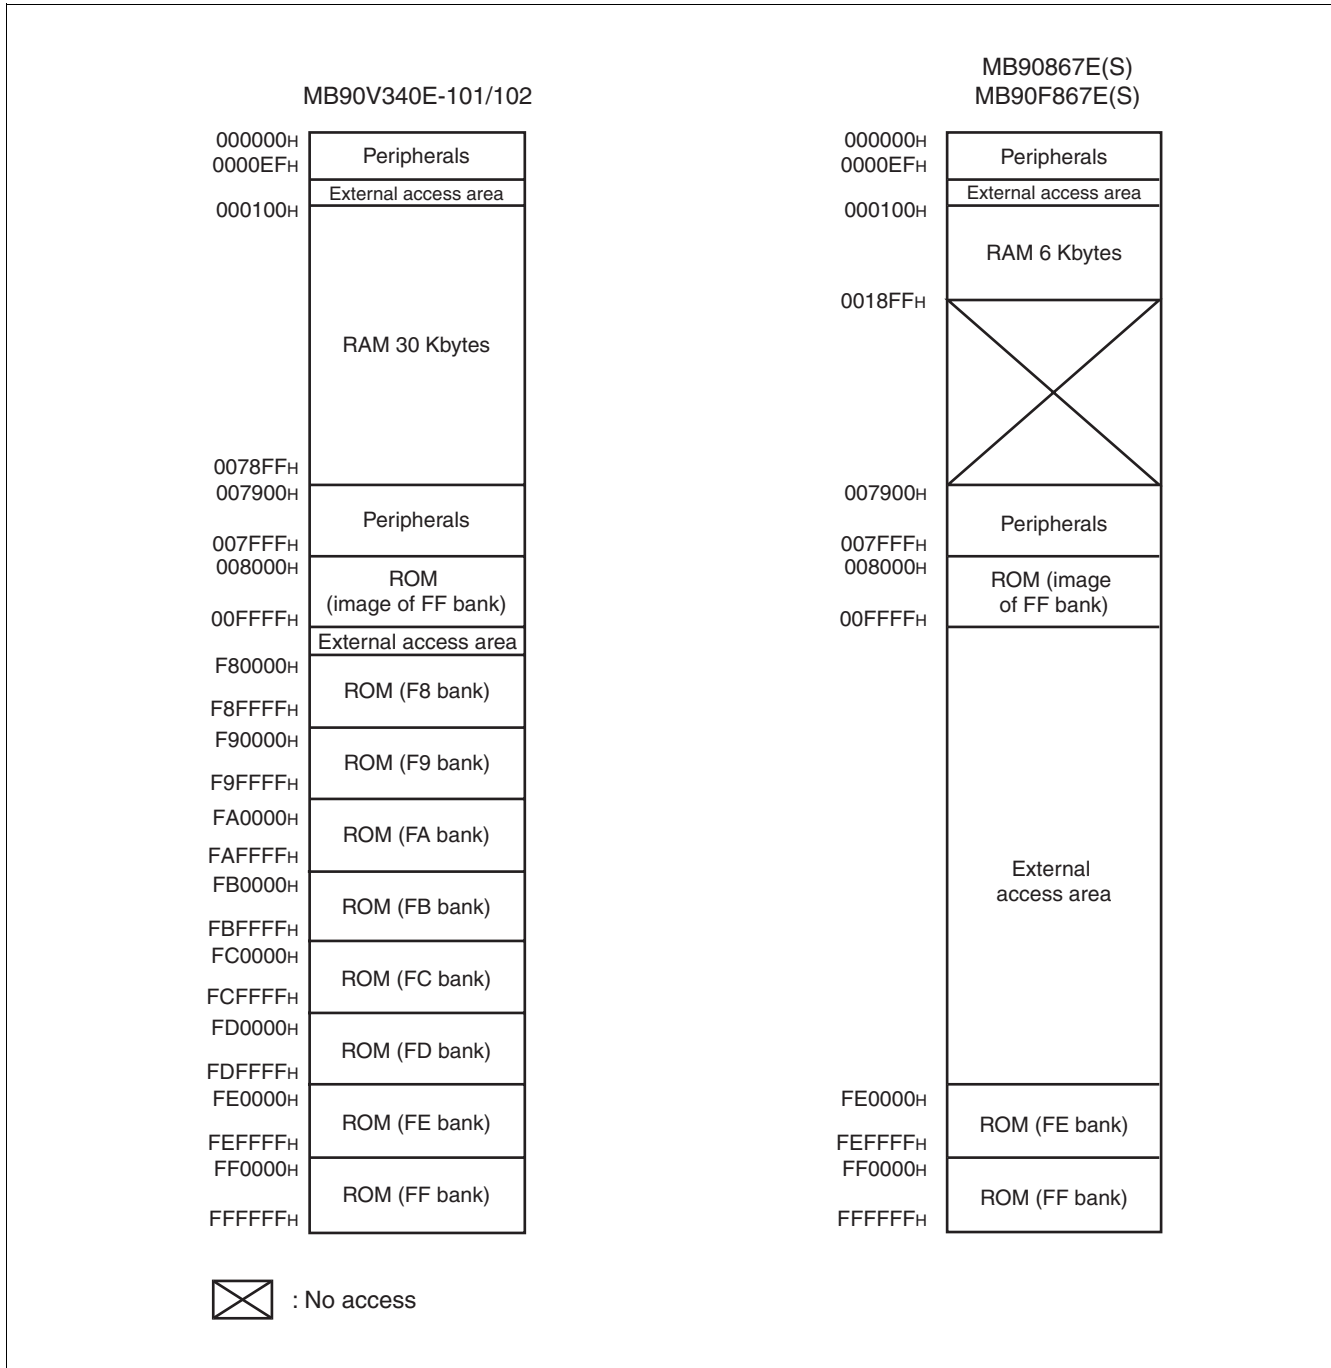 MB90V340E-101/102
000000H
0000EFH
Peripherals
External access area
000100H
RAM 30 Kbytes
0078FFH
007900H
Peripherals
007FFFH
008000H
ROM
(image of FF bank)
00FFFFH
External access area
F80000H
ROM (F8 bank)
F8FFFFH
F90000H
ROM (F9 bank)
F9FFFFH
FA0000H
ROM (FA bank)
FAFFFFH
FB0000H
ROM (FB bank)
FBFFFFH
FC0000H
ROM (FC bank)
FCFFFFH
FD0000H
ROM (FD bank)
FDFFFFH
FE0000H
ROM (FE bank)
FEFFFFH
FF0000H
ROM (FF bank)
FFFFFFH
MB90867E(S)
MB90F867E(S)
000000H
0000EFH
Peripherals
External access area
000100H
RAM 6 Kbytes
0018FFH
007900H
Peripherals
007FFFH
008000H
ROM (image
of FF bank)
00FFFFH
External
access area
FE0000H
ROM (FE bank)
FEFFFFH
FF0000H
ROM (FF bank)
FFFFFFH
: No access